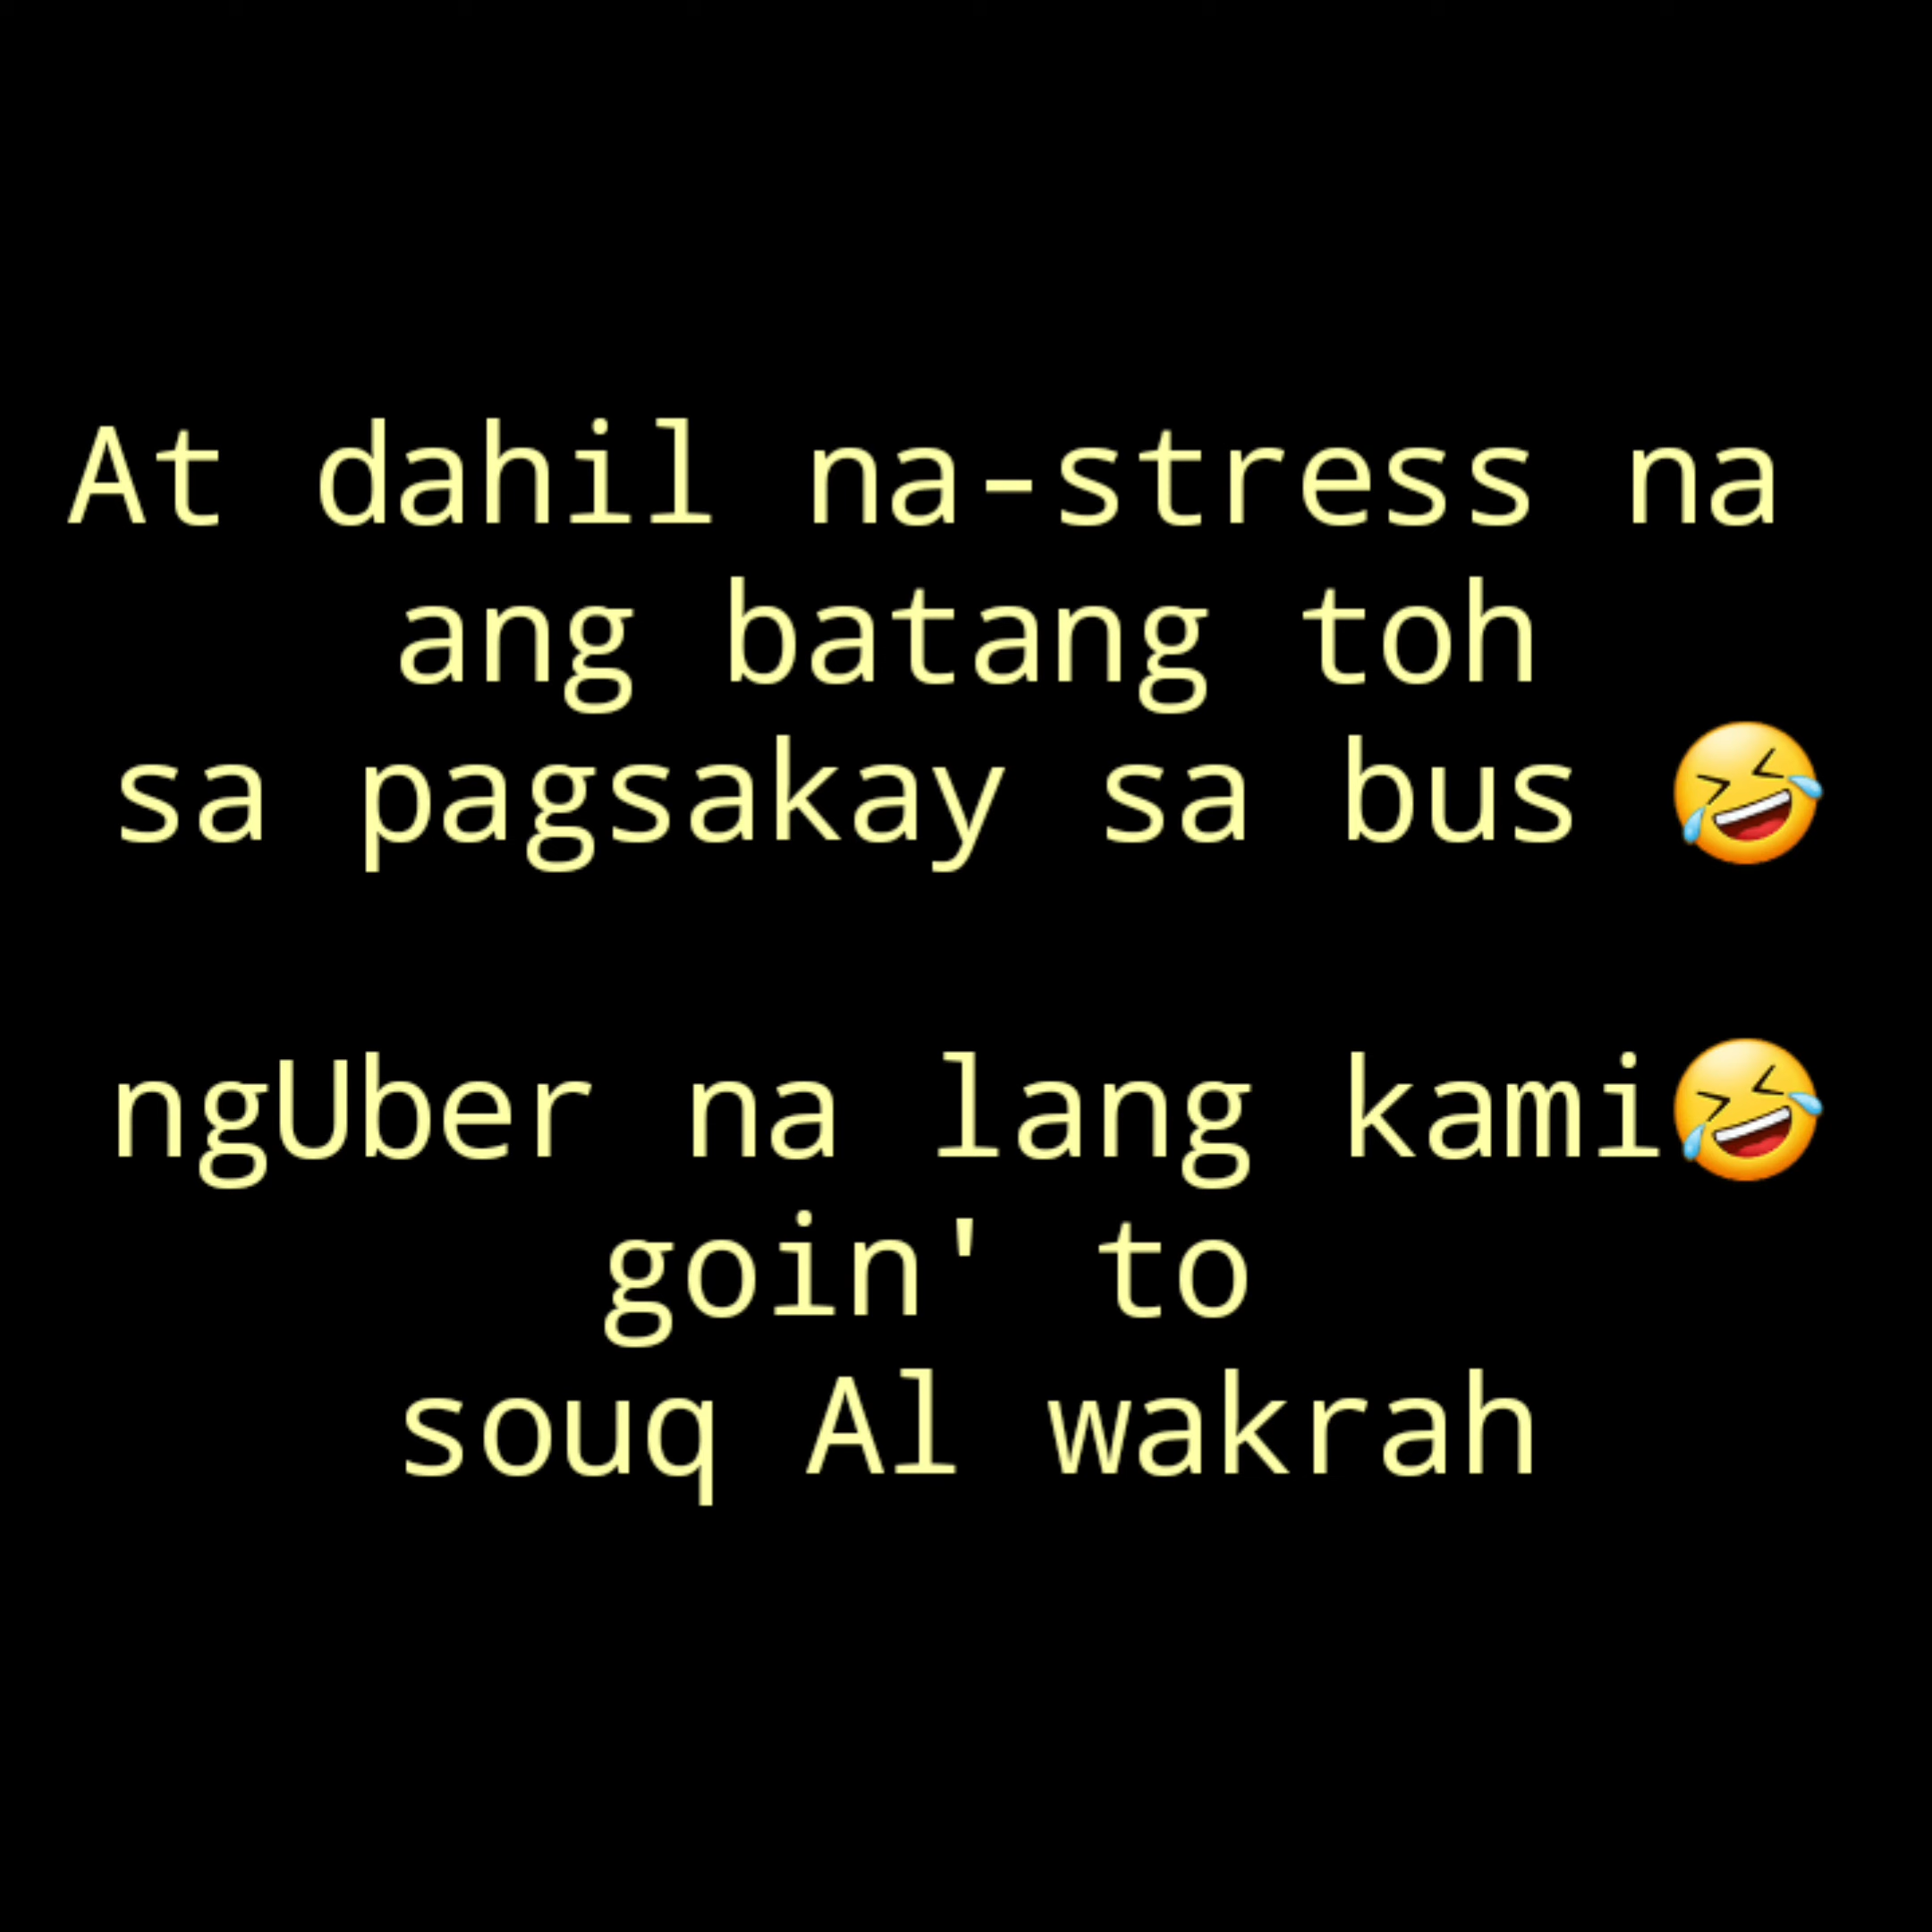 At dahil na-stress na
ang batang toh
sa pagsakay sa bus 🤣
ngUber na lang kami🤣
goin' to
souq Al wakrah